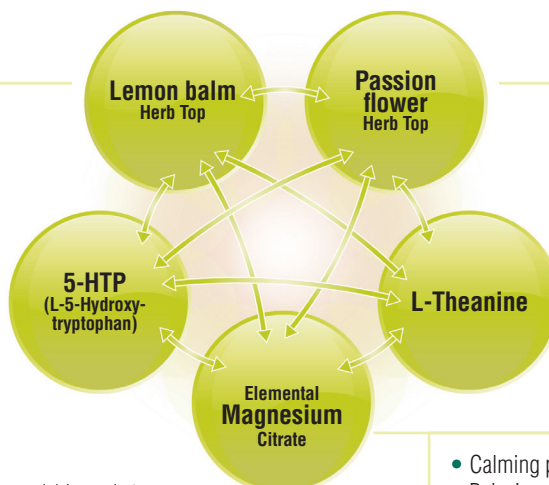 Lemon balm
Herb Top
Passion
flower
Herb Top
5-HTP
(L-5-Hydroxy-
tryptophan)
L-Theanine
Elemental
Magnesium
Citrate
• Calming